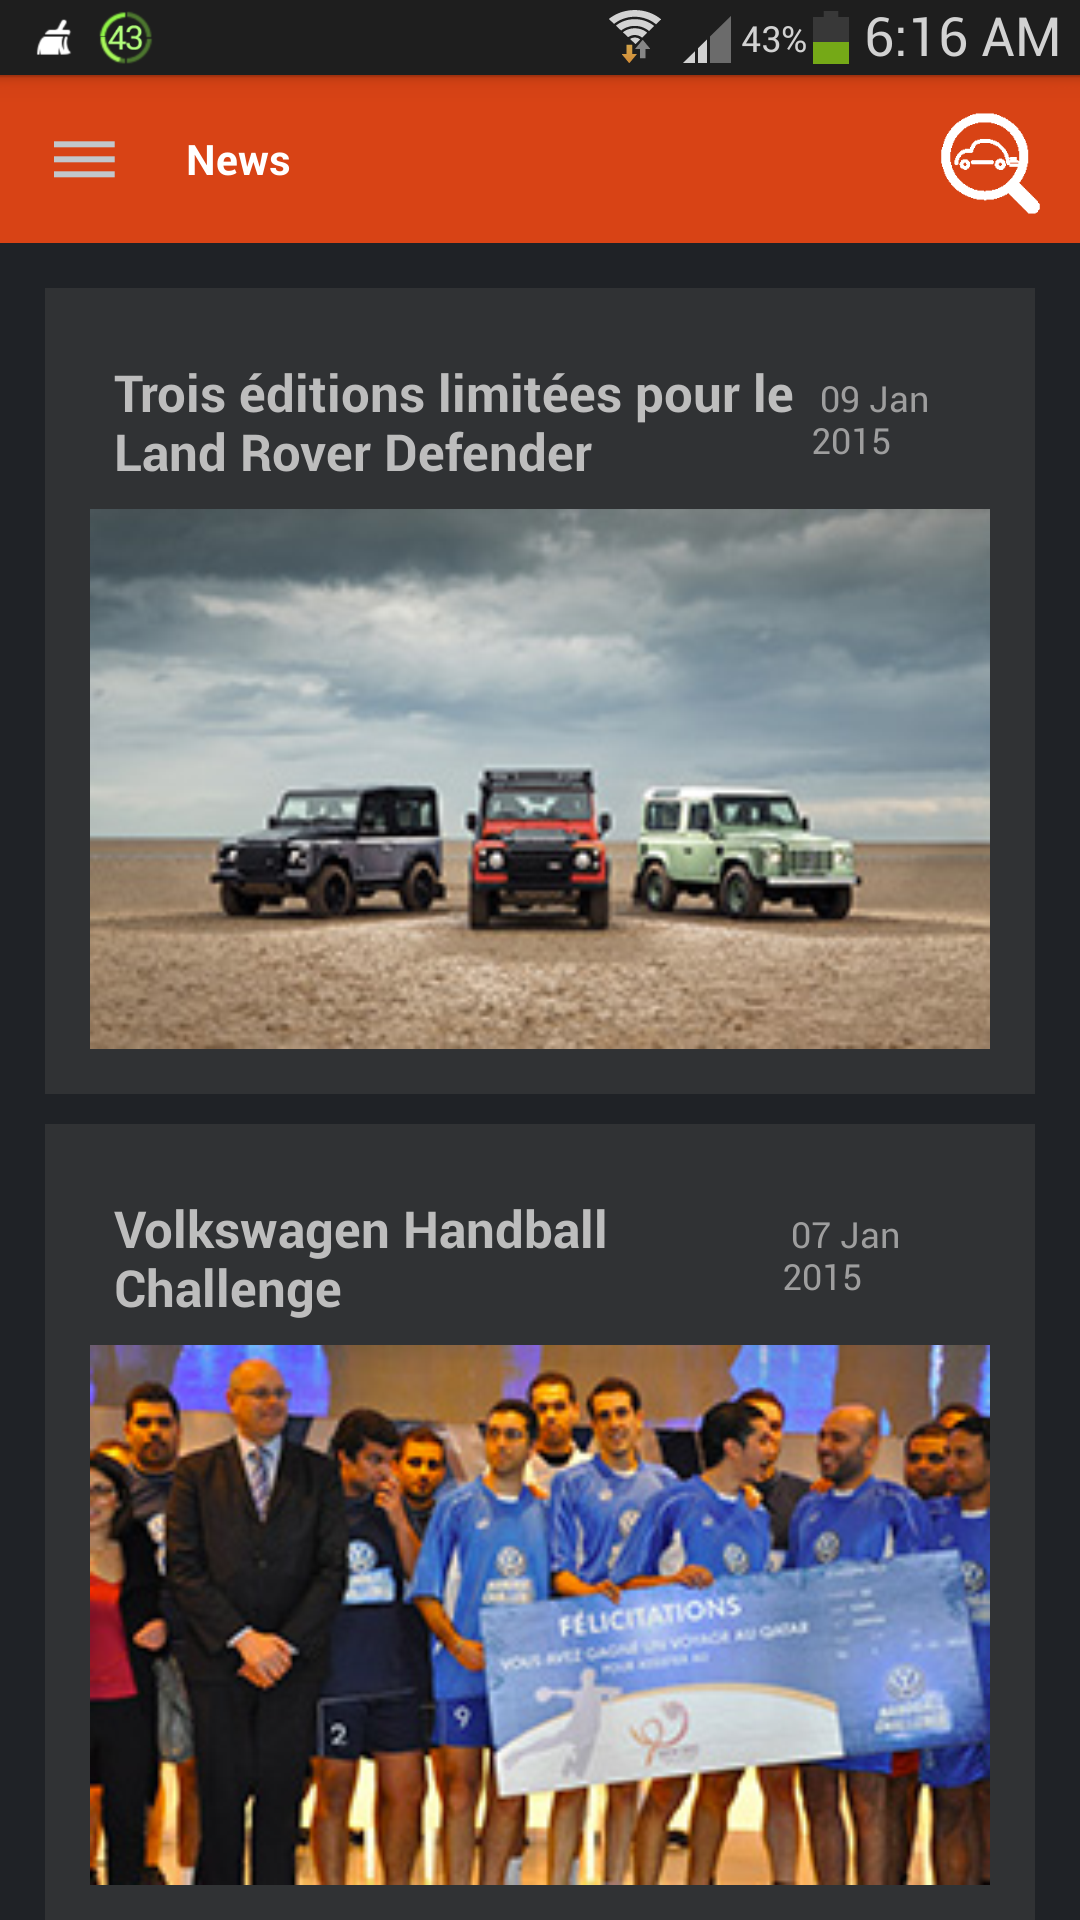 43
43%
6:16 AM
News
Trois éditions limitées pour le
Land Rover Defender
09 Jan
2015
Volkswagen Handball
Challenge
07 Jan
2015
FÉLICITATIONS
VOUS AVEZ GAGNÉ UN VOYAGE AU QATAR
POUR ASSISTER AU
2
9